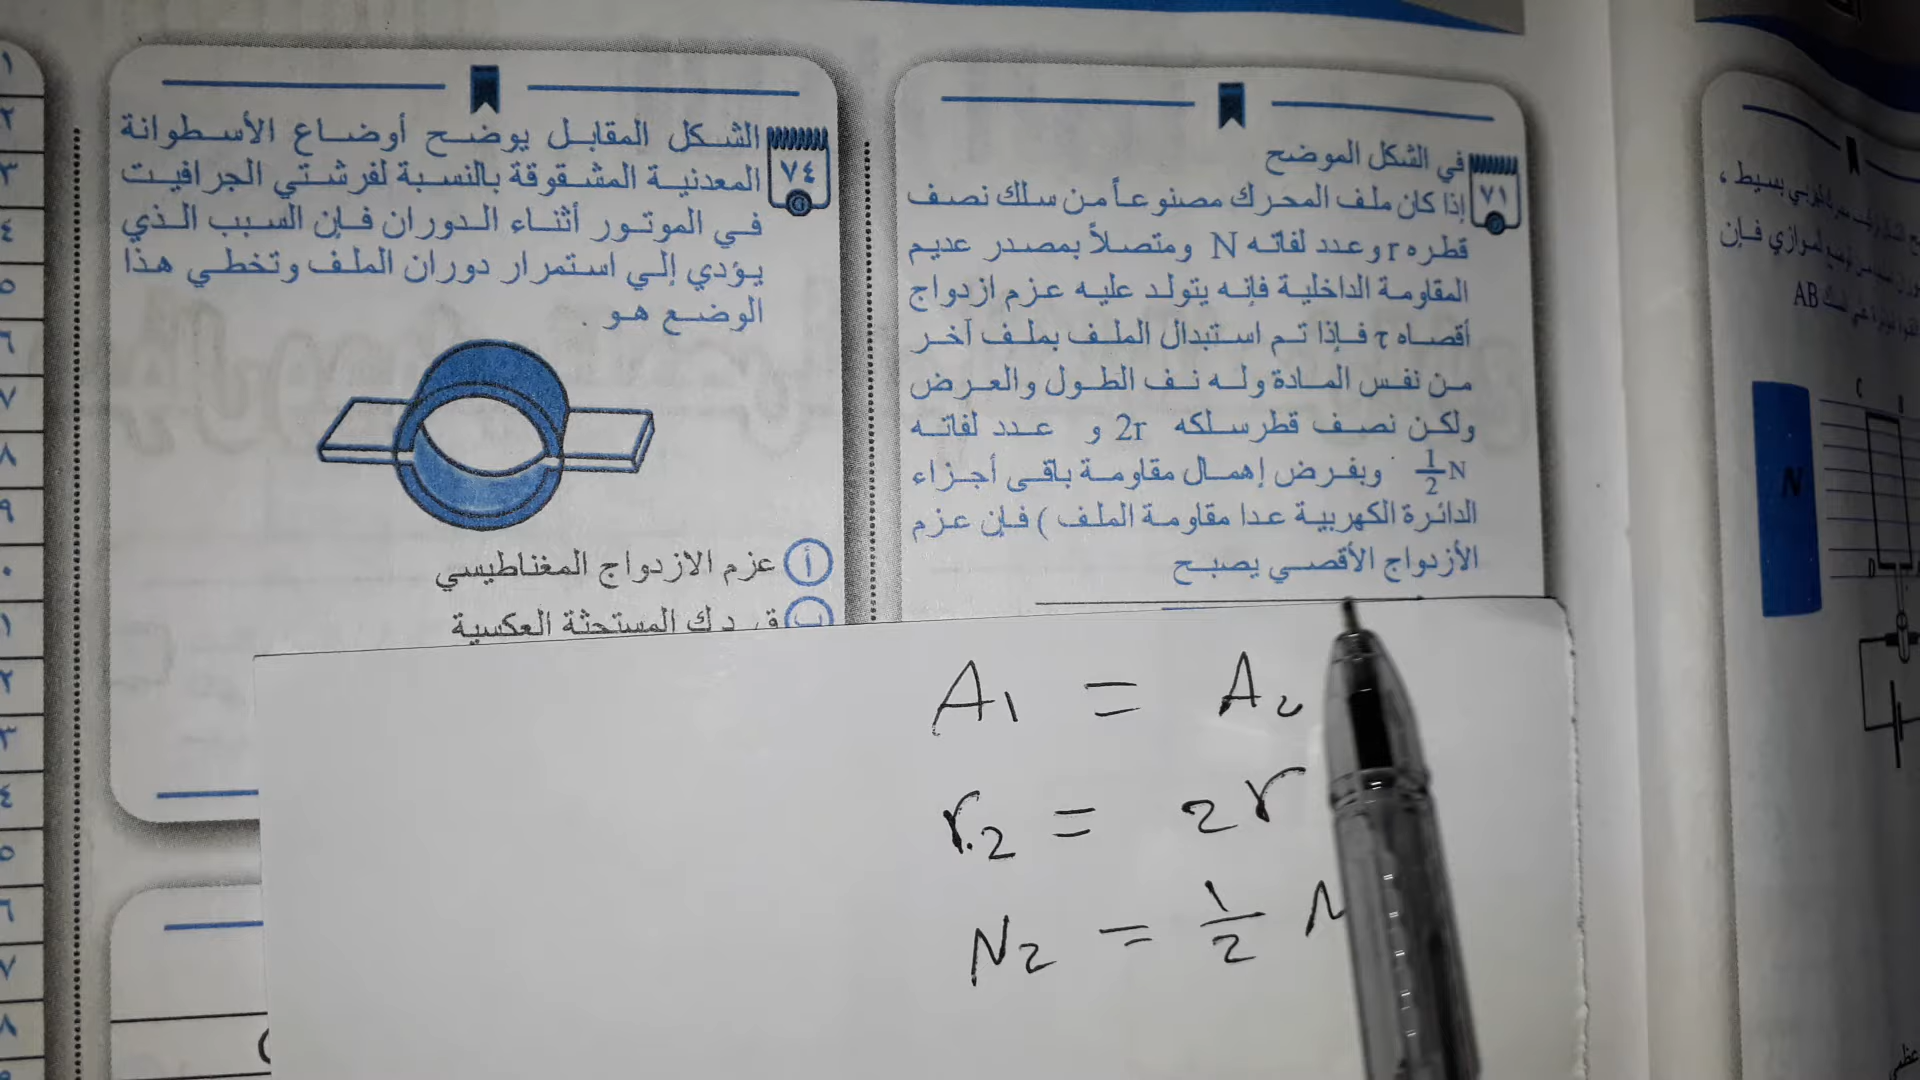 في الشكل الموضح
٧١
إذا كان ملف المحرك مصنوعاً من سلك نصف
قطره r وعدد لفاته N ومتصلاً بمصدر عديم
المقاومة الداخلية فإنه يتولد عليه عزم ازدواج
أقصاه τ فإذا تم استبدال الملف بملف آخر
من نفس المادة وله نف الطول والعرض
ولكن نصف قطر سلكه 2r و عدد لفاته
1/2 N وبفرض إهمال مقاومة باقى أجزاء
الدائرة الكهربية عدا مقاومة الملف ) فإن عزم
الأزدواج الأقصي يصبح
٧٤
الشكل المقابل يوضح أوضاع الأسطوانة
المعدنية المشقوقة بالنسبة لفرشتي الجرافيت
في الموتور أثناء الدوران فإن السبب الذي
يؤدي إلي استمرار دوران الملف وتخطي هذا
الوضع هو .
أ عزم الازدواج المغناطيسي
ب ق د ك المستحثة العكسية
A1 = A2
r2 = 2r
N2 = 1/2 N
N
AB
C
B
D